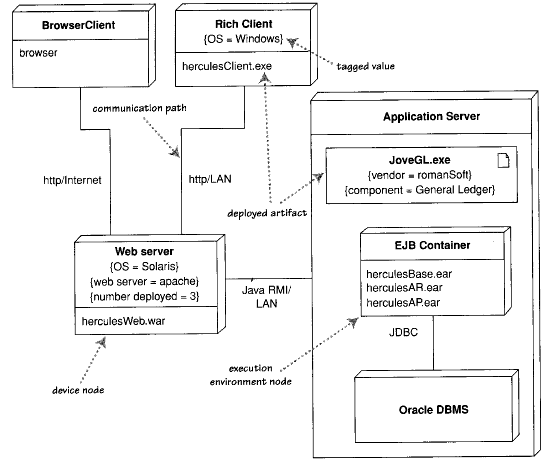 BrowserClient
browser
Rich Client
{OS = Windows}
herculesClient.exe
tagged value
communication path
http/Internet
http/LAN
deployed artifact
Application Server
JoveGL.exe
{vendor = romanSoft}
{component = General Ledger}
Web server
{OS = Solaris}
{web server = apache}
{number deployed = 3}
herculesWeb.war
Java RMI/
LAN
EJB Container
herculesBase.ear
herculesAR.ear
herculesAP.ear
JDBC
device node
execution
environment node
Oracle DBMS